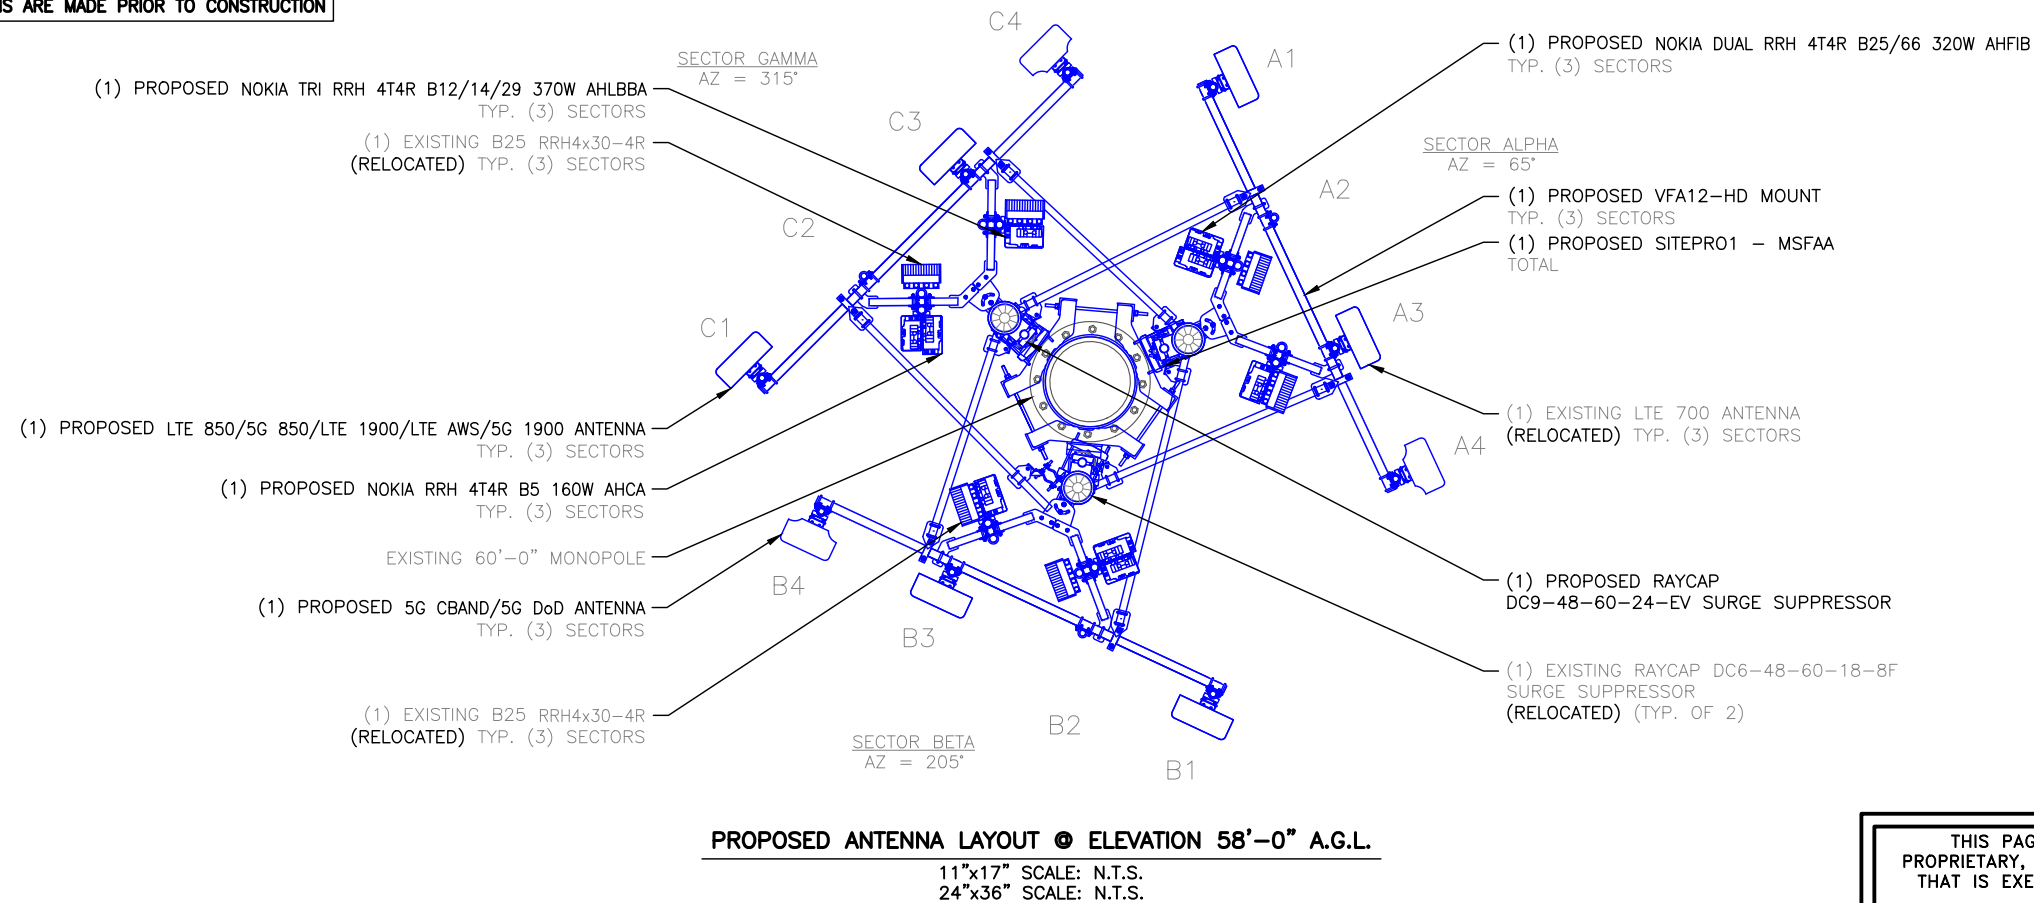 NS ARE MADE PRIOR TO CONSTRUCTION
SECTOR GAMMA
AZ = 315°
(1) PROPOSED NOKIA TRI RRH 4T4R B12/14/29 370W AHLBBA
TYP. (3) SECTORS
(1) EXISTING B25 RRH4x30-4R
(RELOCATED) TYP. (3) SECTORS
(1) PROPOSED LTE 850/5G 850/LTE 1900/LTE AWS/5G 1900 ANTENNA
TYP. (3) SECTORS
(1) PROPOSED NOKIA RRH 4T4R B5 160W AHCA
TYP. (3) SECTORS
EXISTING 60'-0" MONOPOLE
(1) PROPOSED 5G CBAND/5G DoD ANTENNA
TYP. (3) SECTORS
(1) EXISTING B25 RRH4x30-4R
(RELOCATED) TYP. (3) SECTORS
C4
C3
C2
C1
A1
A2
A3
A4
B4
B3
B2
B1
SECTOR BETA
AZ = 205°
SECTOR ALPHA
AZ = 65°
(1) PROPOSED NOKIA DUAL RRH 4T4R B25/66 320W AHFIB
TYP. (3) SECTORS
(1) PROPOSED VFA12-HD MOUNT
TYP. (3) SECTORS
(1) PROPOSED SITEPRO1 - MSFAA
TOTAL
(1) EXISTING LTE 700 ANTENNA
(RELOCATED) TYP. (3) SECTORS
(1) PROPOSED RAYCAP
DC9-48-60-24-EV SURGE SUPPRESSOR
(1) EXISTING RAYCAP DC6-48-60-18-8F
SURGE SUPPRESSOR
(RELOCATED) (TYP. OF 2)
PROPOSED ANTENNA LAYOUT @ ELEVATION 58'-0" A.G.L.
11"x17" SCALE: N.T.S.
24"x36" SCALE: N.T.S.
THIS PAG
PROPRIETARY,
THAT IS EXE